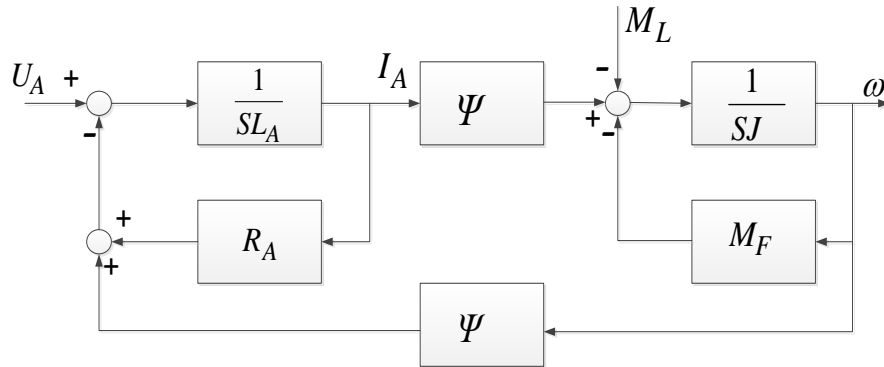 M_L
U_A + - 1/SL_A I_A Ψ + - - 1/SJ ω
+ + R_A M_F
Ψ